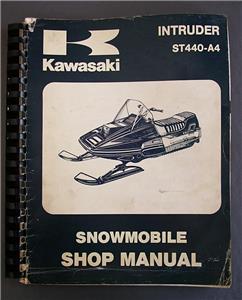 INTRUDER
ST440-A4
Kawasaki
SNOWMOBILE
SHOP MANUAL